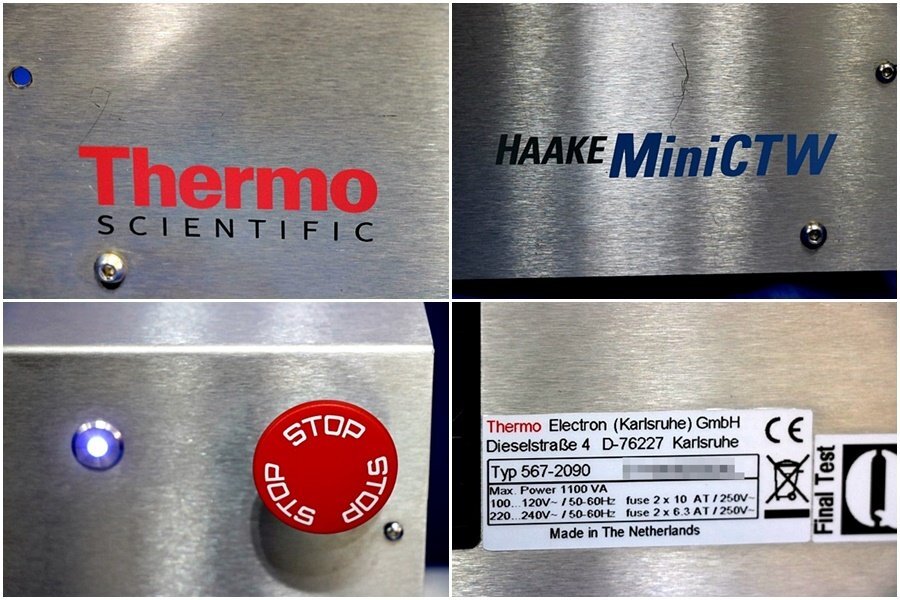 Thermo
SCIENTIFIC
HAAKE MiniCTW
STOP
STOP
STOP
Thermo Electron (Karlsruhe) GmbH
Dieselstraße 4 D-76227 Karlsruhe
Typ 567-2090
Max. Power 1100 VA
100...120V~ / 50-60Hz fuse 2 x 10 AT / 250V~
220...240V~ / 50-60Hz fuse 2 x 6.3 AT / 250V~
Made in The Netherlands
CE
Final Test
Q